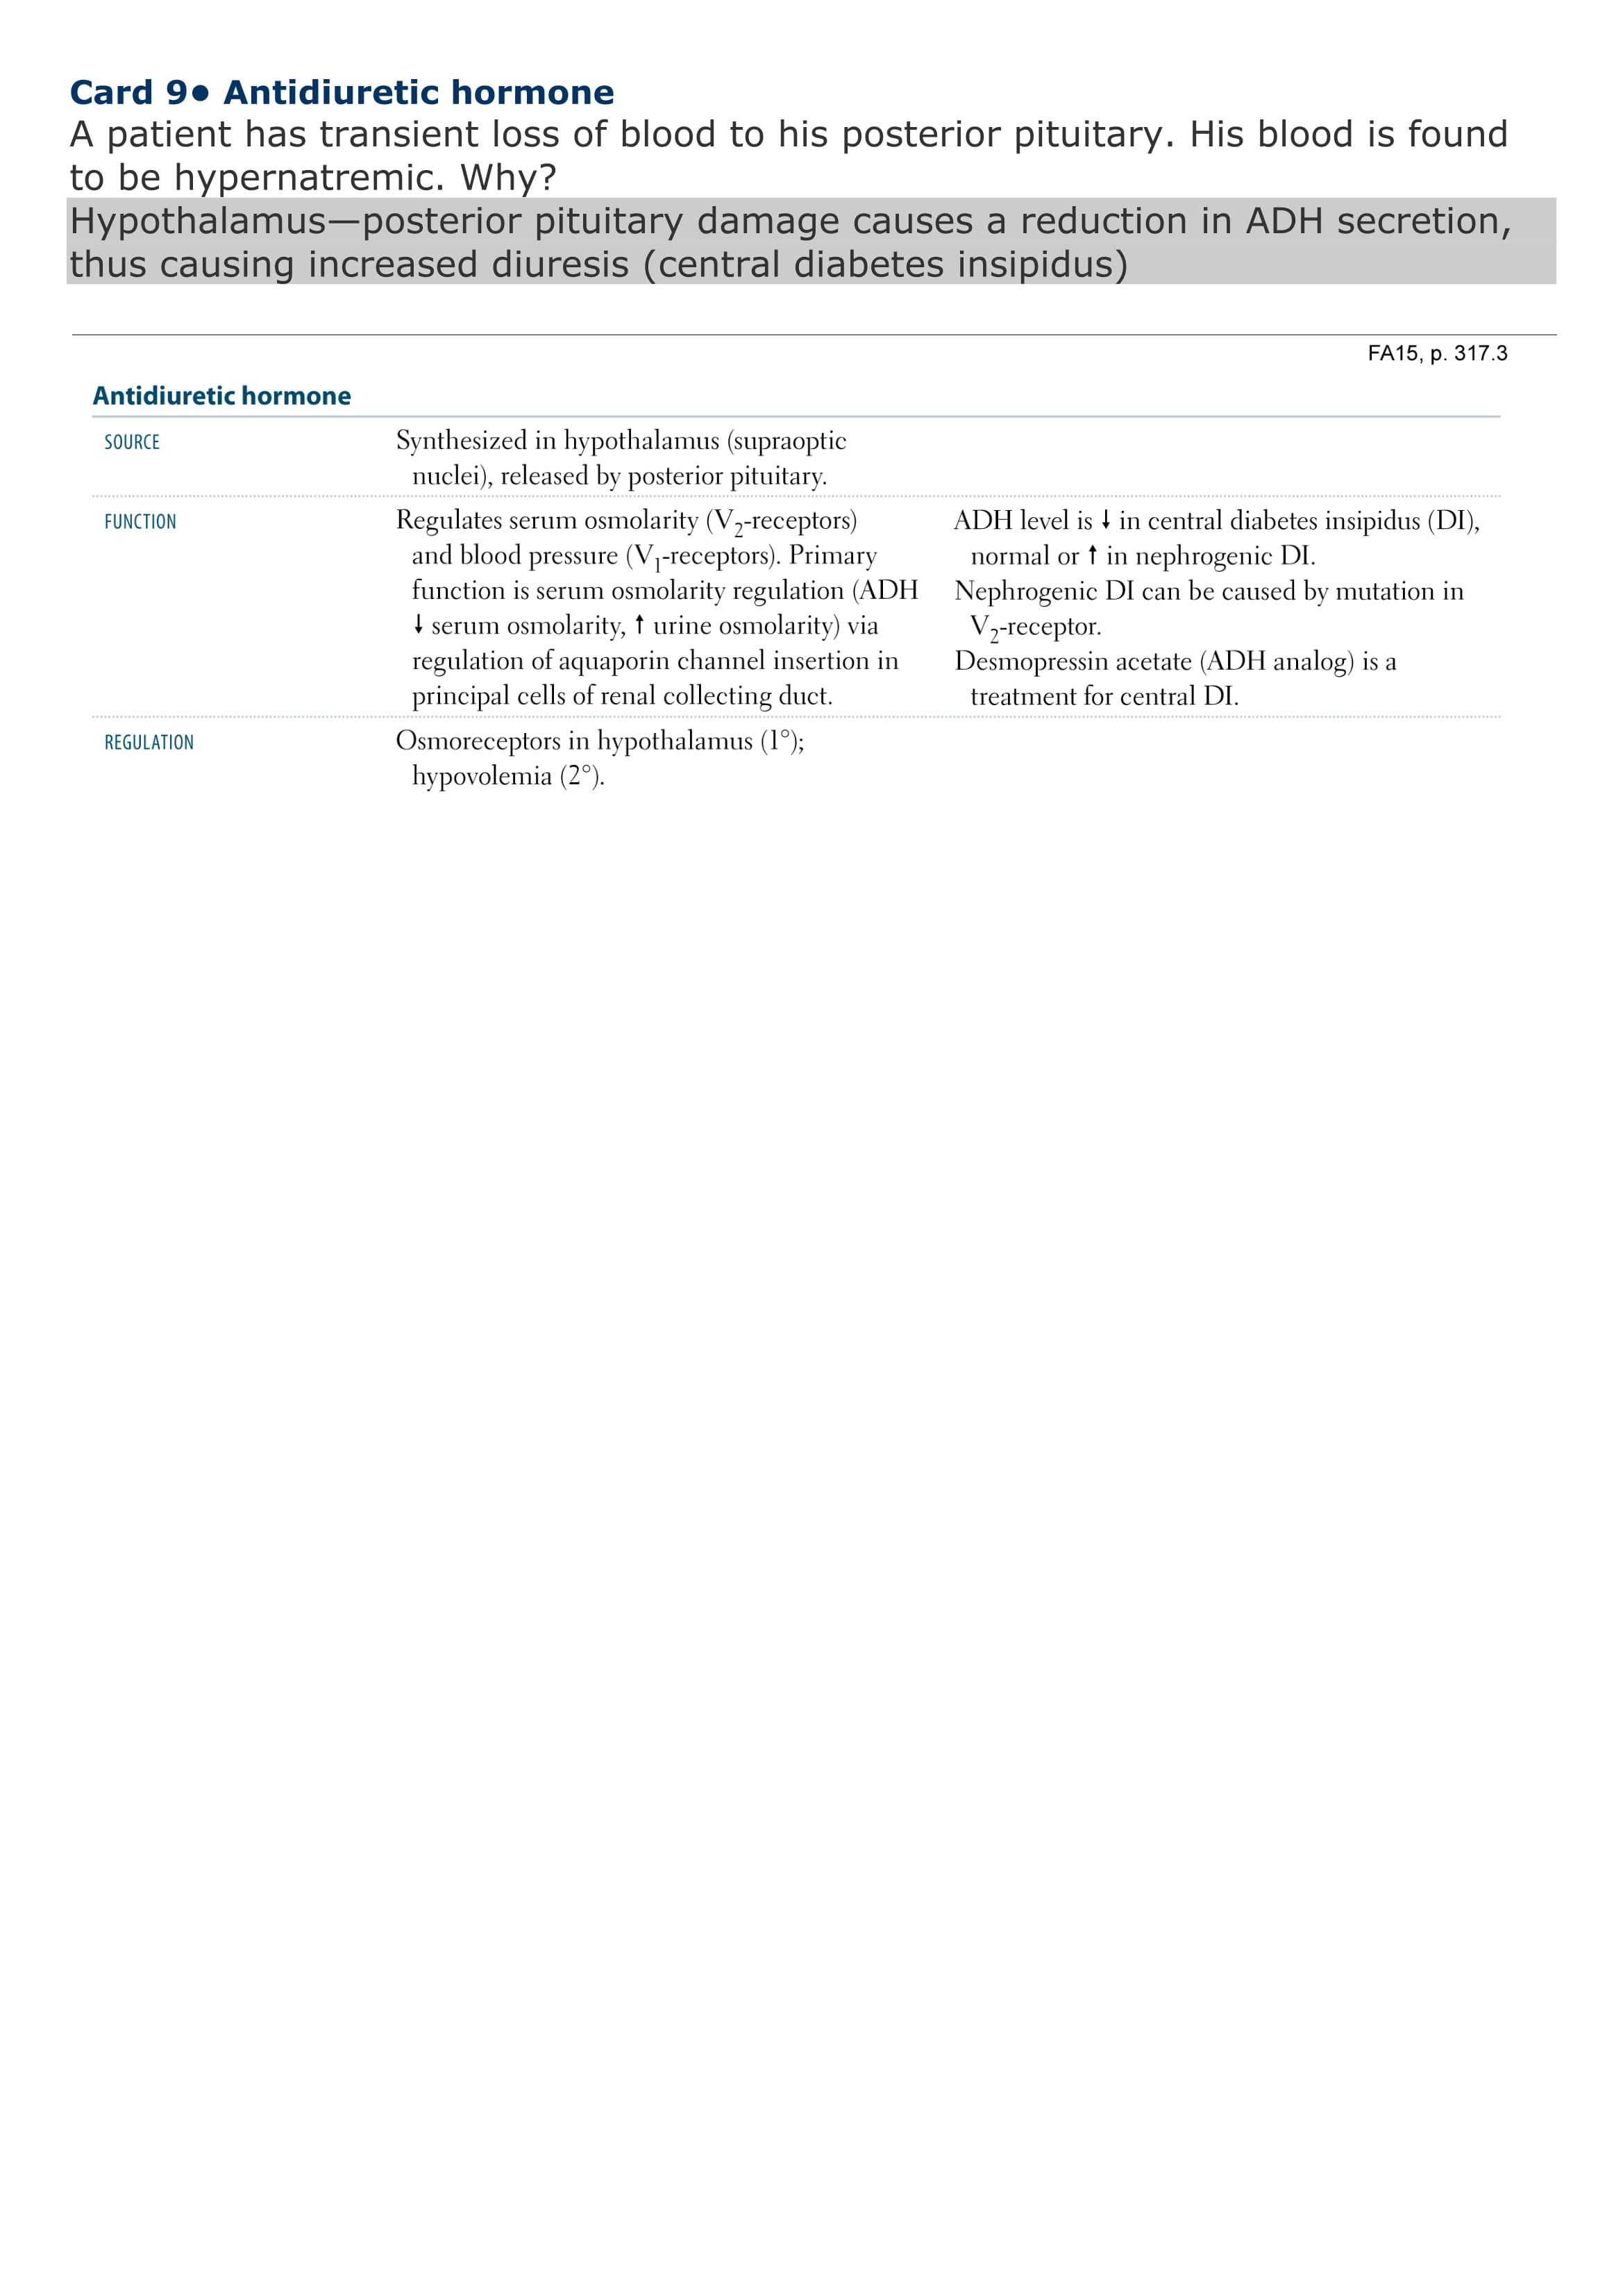 Card 9● Antidiuretic hormone
A patient has transient loss of blood to his posterior pituitary. His blood is found
to be hypernatremic. Why?
Hypothalamus—posterior pituitary damage causes a reduction in ADH secretion,
thus causing increased diuresis (central diabetes insipidus)
FA15, p. 317.3
Antidiuretic hormone
SOURCE
Synthesized in hypothalamus (supraoptic
nuclei), released by posterior pituitary.
FUNCTION
Regulates serum osmolarity (V₂-receptors)
and blood pressure (V₁-receptors). Primary
function is serum osmolarity regulation (ADH
↓ serum osmolarity, ↑ urine osmolarity) via
regulation of aquaporin channel insertion in
principal cells of renal collecting duct.
ADH level is ↓ in central diabetes insipidus (DI),
normal or ↑ in nephrogenic DI.
Nephrogenic DI can be caused by mutation in
V₂-receptor.
Desmopressin acetate (ADH analog) is a
treatment for central DI.
REGULATION
Osmoreceptors in hypothalamus (1°);
hypovolemia (2°).